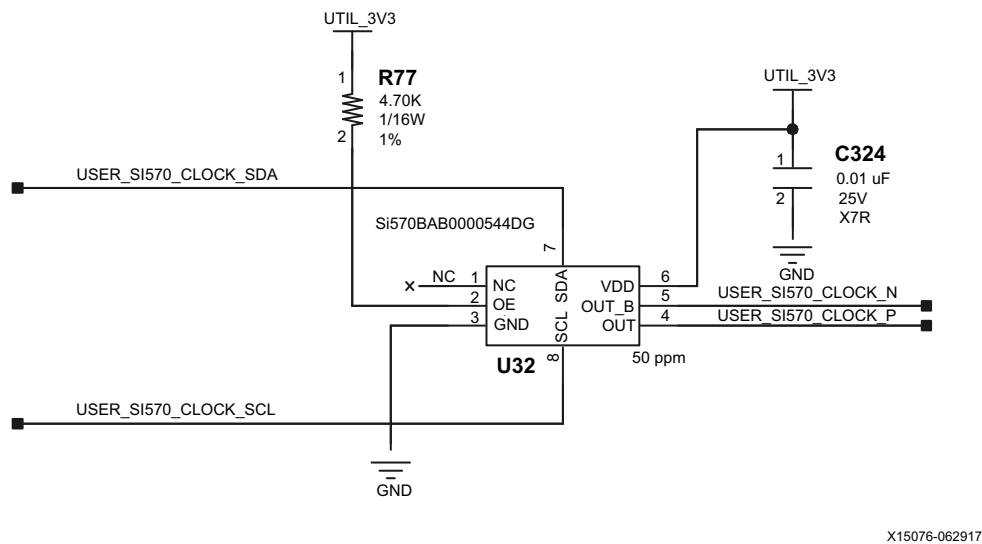 UTIL_3V3
1
R77
4.70K
1/16W
1%
2
UTIL_3V3
1
C324
0.01 uF
25V
X7R
2
GND
USER_SI570_CLOCK_SDA
Si570BAB0000544DG
7
NC 1 NC
2 OE
3 GND
SDA
SCL
VDD 6
OUT_B 5
OUT 4
USER_SI570_CLOCK_N
USER_SI570_CLOCK_P
U32
8
50 ppm
USER_SI570_CLOCK_SCL
GND
X15076-062917